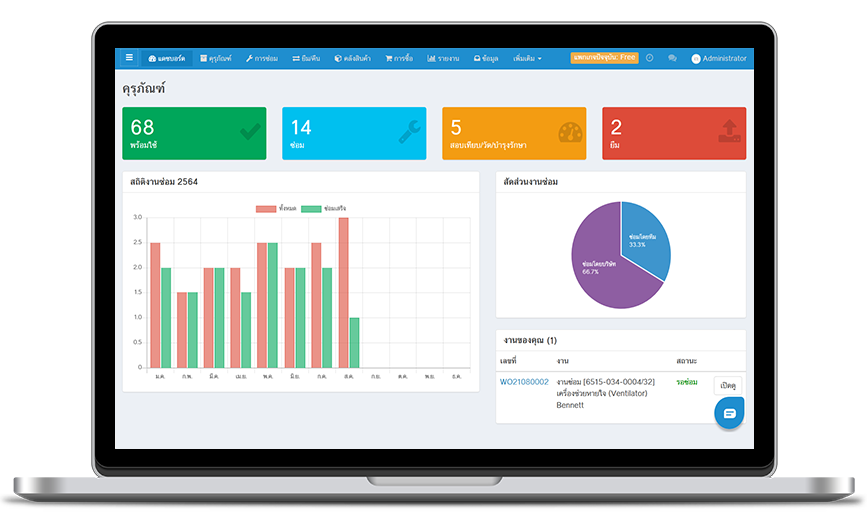 แดชบอร์ด ครุภัณฑ์ การซ่อม ยืม/คืน คลังสินค้า การซื้อ รายงาน ข้อมูล เพิ่มเติม แพกเกจปัจจุบัน: Free Administrator
ครุภัณฑ์
68
พร้อมใช้
14
ซ่อม
5
สอบเทียบ/วัด/บำรุงรักษา
2
ยืม
สถิติงานซ่อม 2564
ทั้งหมด ซ่อมเสร็จ
3.0
2.5
2.0
1.5
1.0
0.5
0
ม.ค. ก.พ. มี.ค. เม.ย. พ.ค. มิ.ย. ก.ค. ส.ค. ก.ย. ต.ค. พ.ย. ธ.ค.
สัดส่วนงานซ่อม
ซ่อมโดยทีม
33.3%
ซ่อมโดยบริษัท
66.7%
งานของคุณ (1)
เลขที่ งาน สถานะ
WO21080002 งานซ่อม [6515-034-0004/32] รอซ่อม เปิดดู
เครื่องช่วยหายใจ (Ventilator)
Bennett